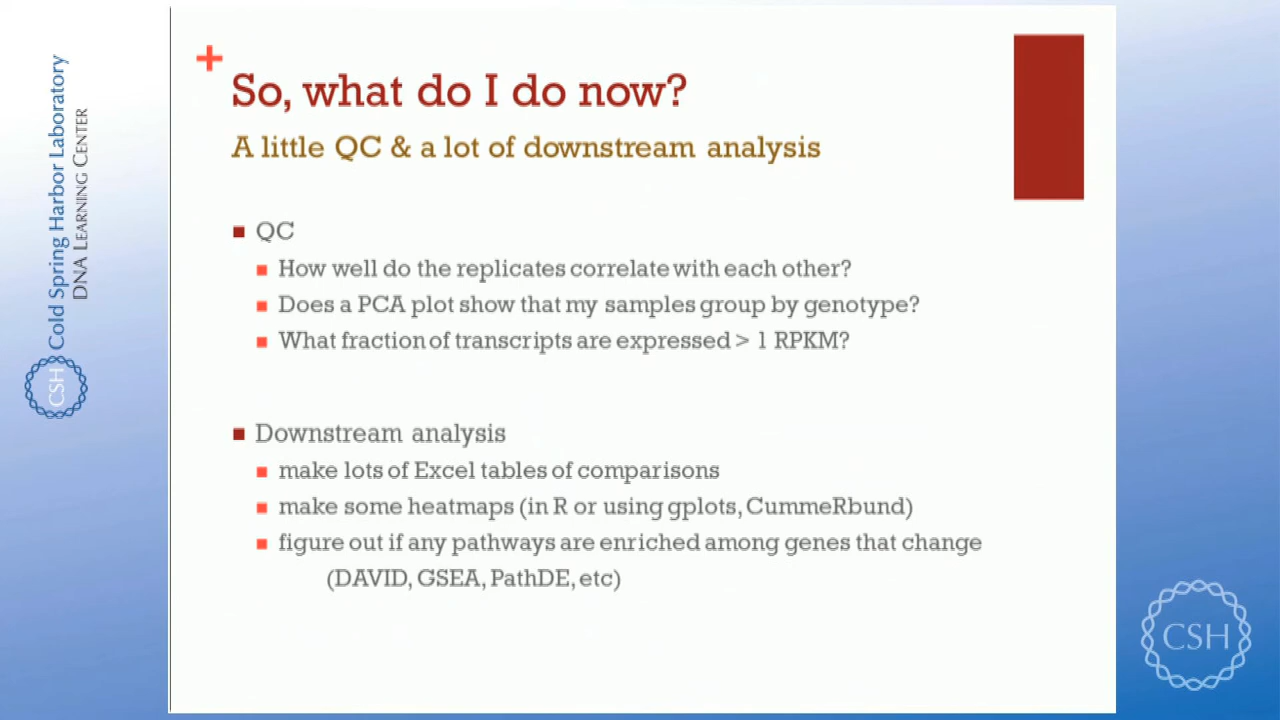 Cold Spring Harbor Laboratory
DNA LEARNING CENTER
CSH
+
So, what do I do now?
A little QC & a lot of downstream analysis
QC
How well do the replicates correlate with each other?
Does a PCA plot show that my samples group by genotype?
What fraction of transcripts are expressed > 1 RPKM?
Downstream analysis
make lots of Excel tables of comparisons
make some heatmaps (in R or using gplots, CummeRbund)
figure out if any pathways are enriched among genes that change
(DAVID, GSEA, PathDE, etc)
CSH